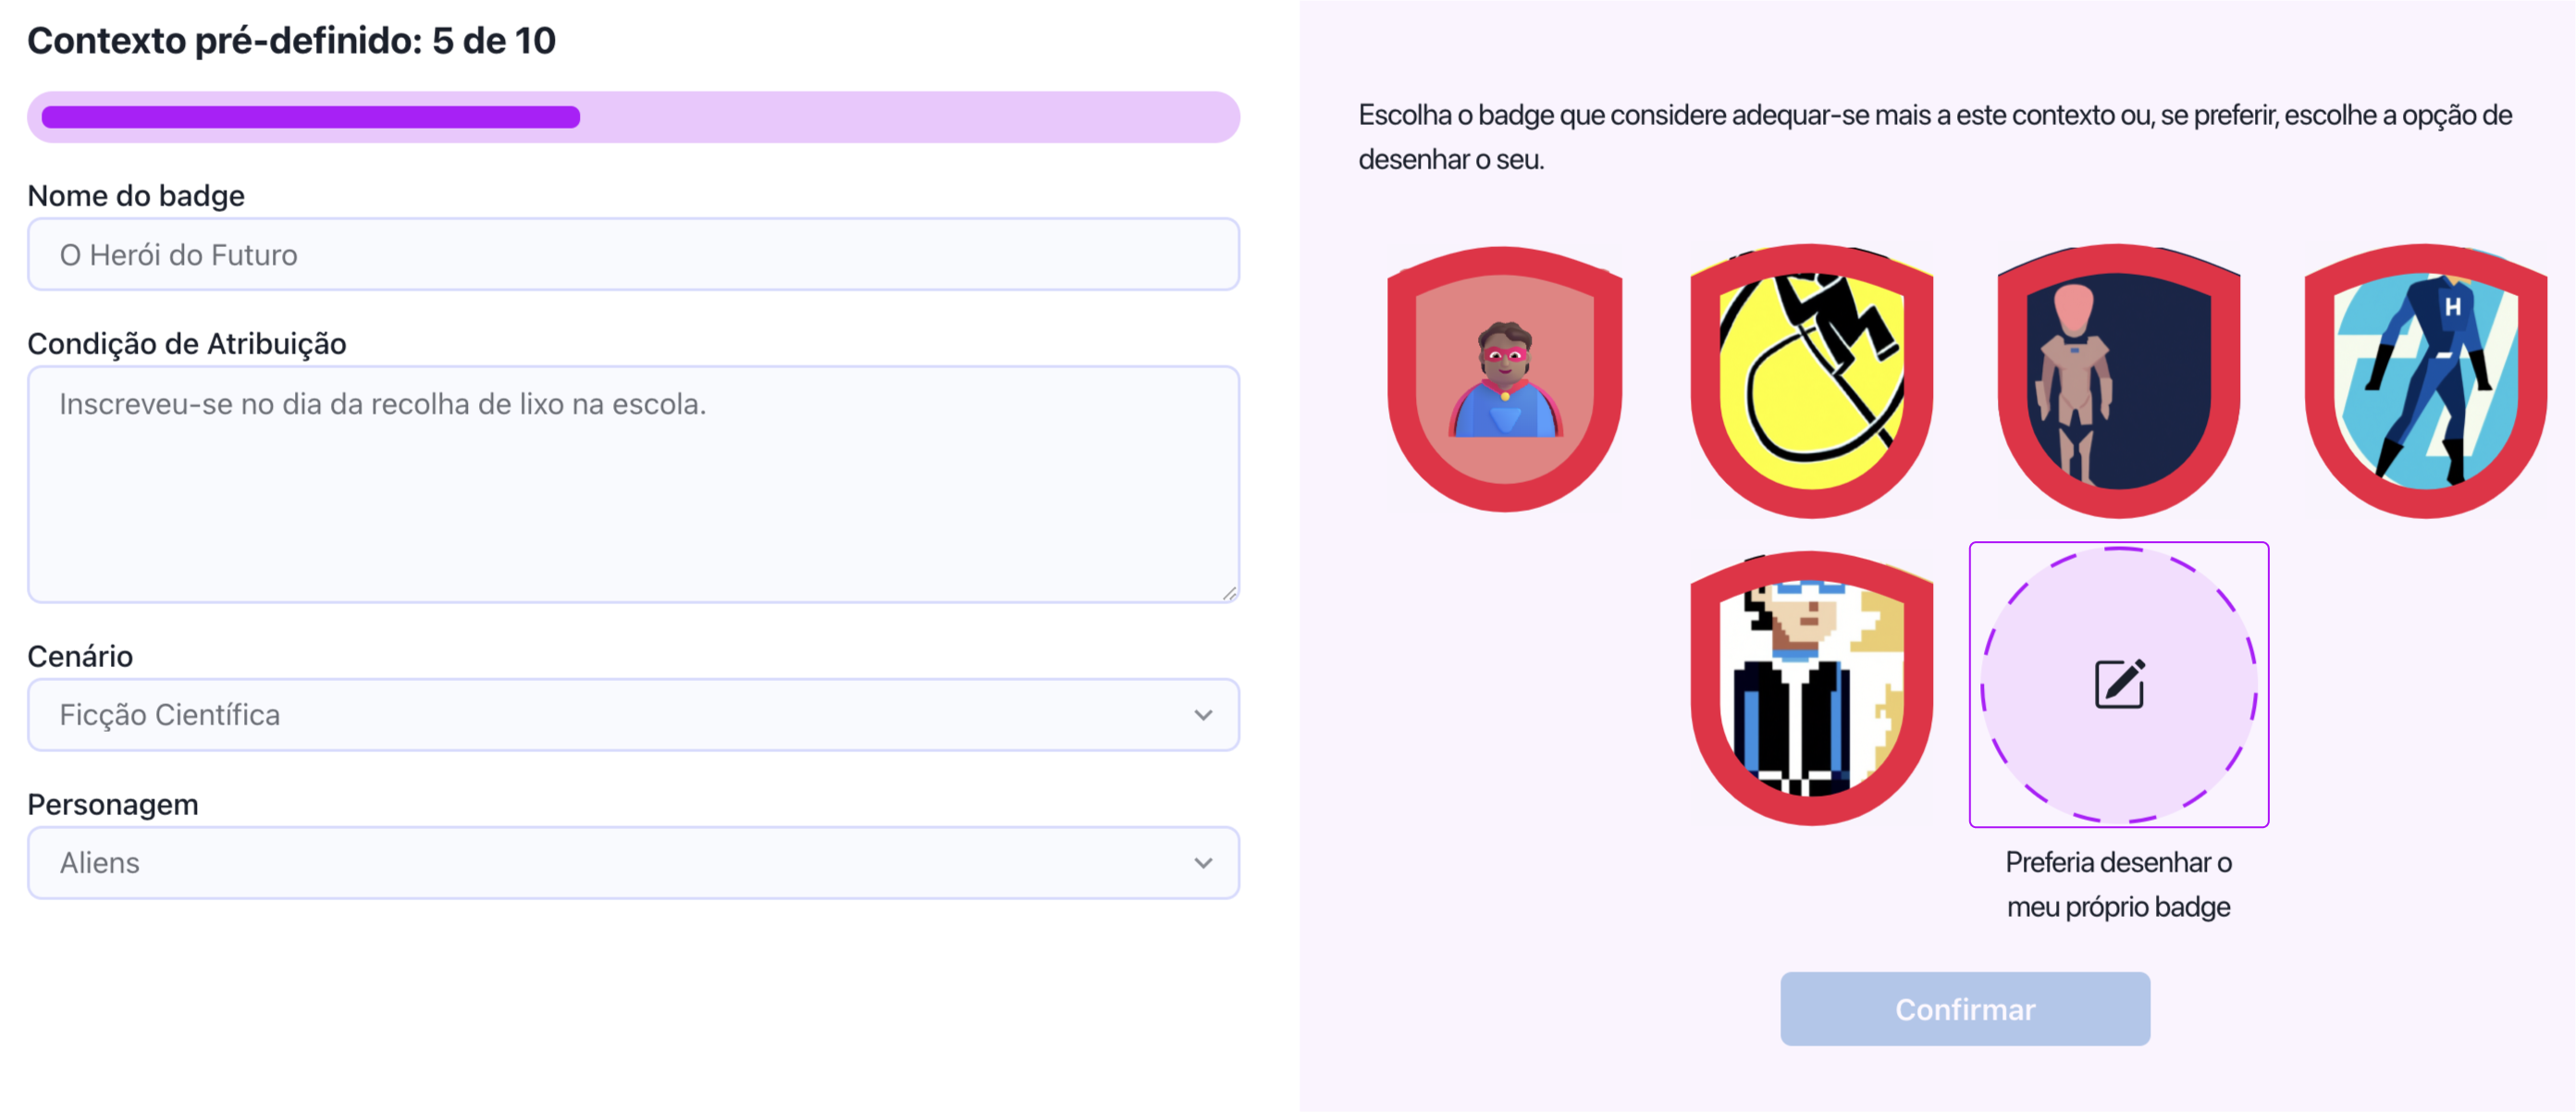 Contexto pré-definido: 5 de 10
Nome do badge
O Herói do Futuro
Condição de Atribuição
Inscreveu-se no dia da recolha de lixo na escola.
Cenário
Ficção Científica
Personagem
Aliens
Escolha o badge que considere adequar-se mais a este contexto ou, se preferir, escolhe a opção de
desenhar o seu.
H
Preferia desenhar o
meu próprio badge
Confirmar